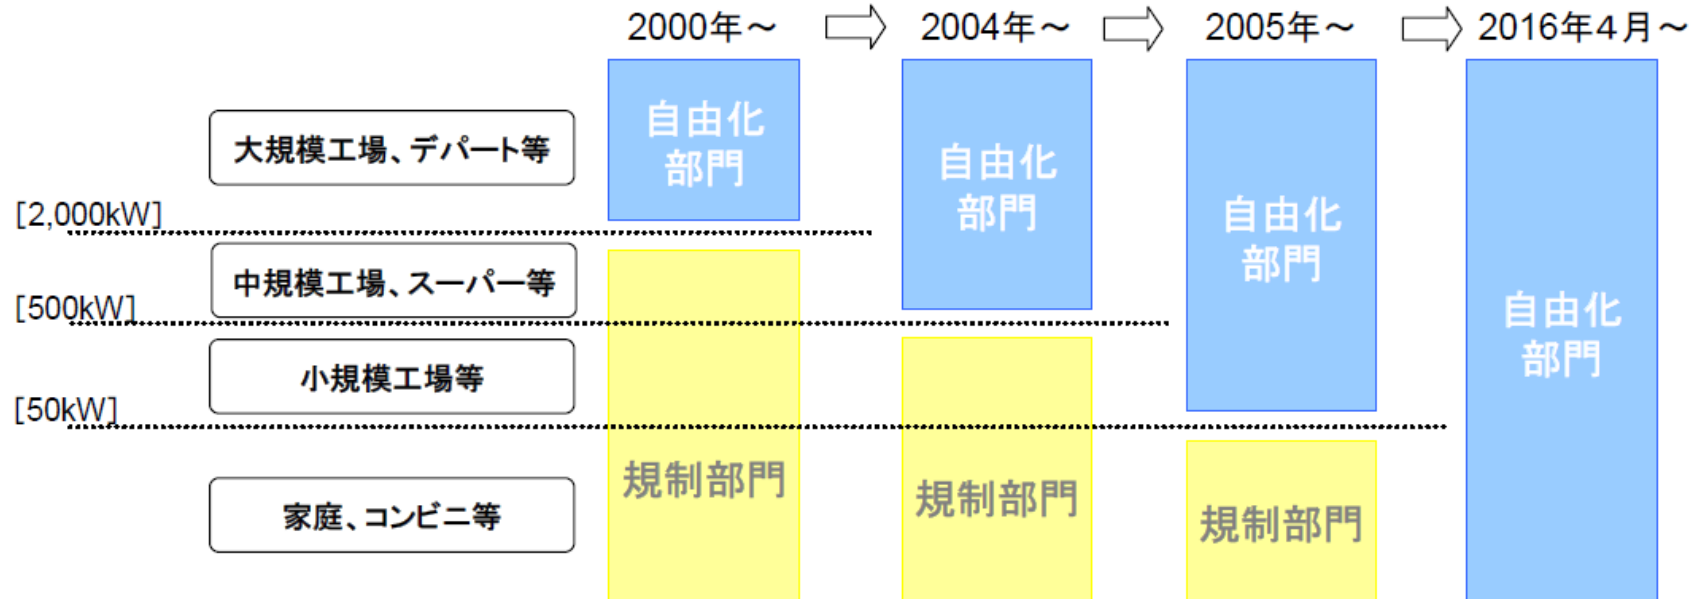 2000年～
2004年～
2005年～
2016年４月～
大規模工場、デパート等
[2,000kW]
中規模工場、スーパー等
[500kW]
小規模工場等
[50kW]
家庭、コンビニ等
自由化
部門
規制部門
自由化
部門
規制部門
自由化
部門
規制部門
自由化
部門